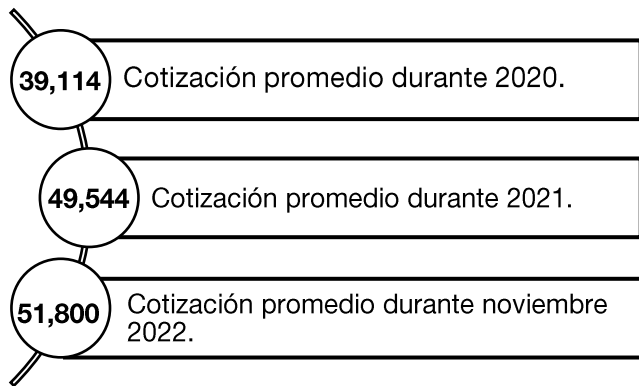 39,114 Cotización promedio durante 2020.
49,544 Cotización promedio durante 2021.
51,800 Cotización promedio durante noviembre
2022.